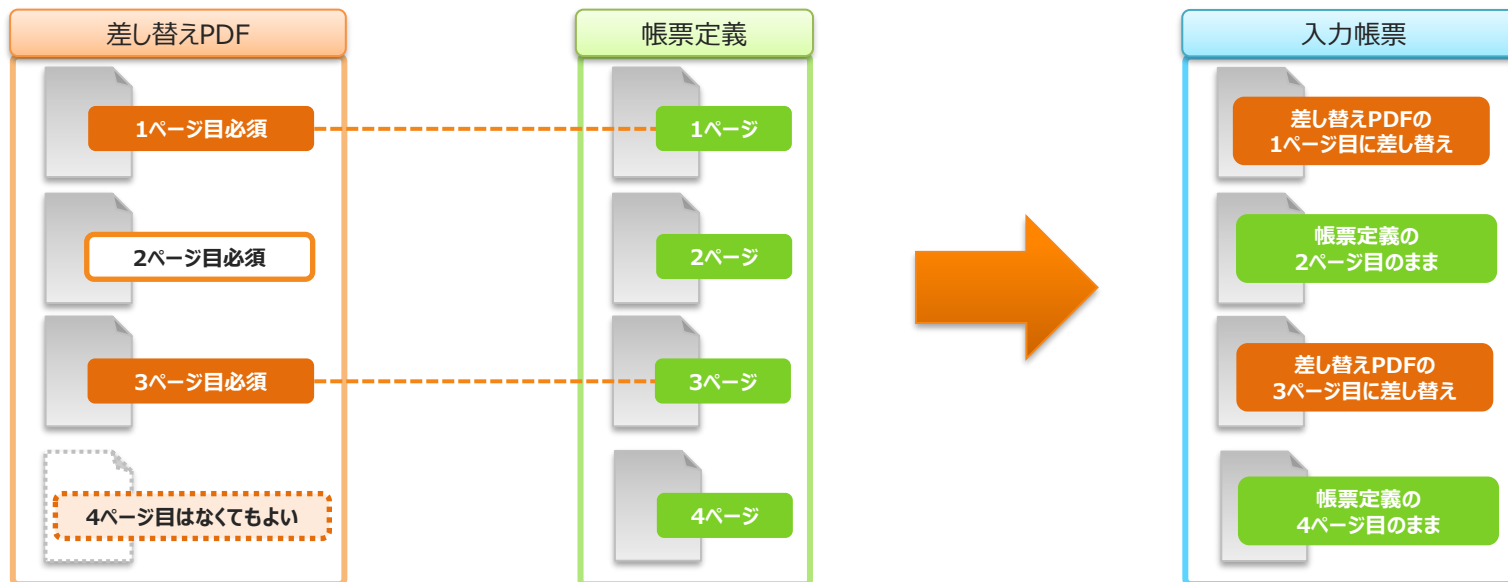 差し替えPDF
1ページ目必須
2ページ目必須
3ページ目必須
4ページ目はなくてもよい
帳票定義
1ページ
2ページ
3ページ
4ページ
入力帳票
差し替えPDFの
1ページ目に差し替え
帳票定義の
2ページ目のまま
差し替えPDFの
3ページ目に差し替え
帳票定義の
4ページ目のまま